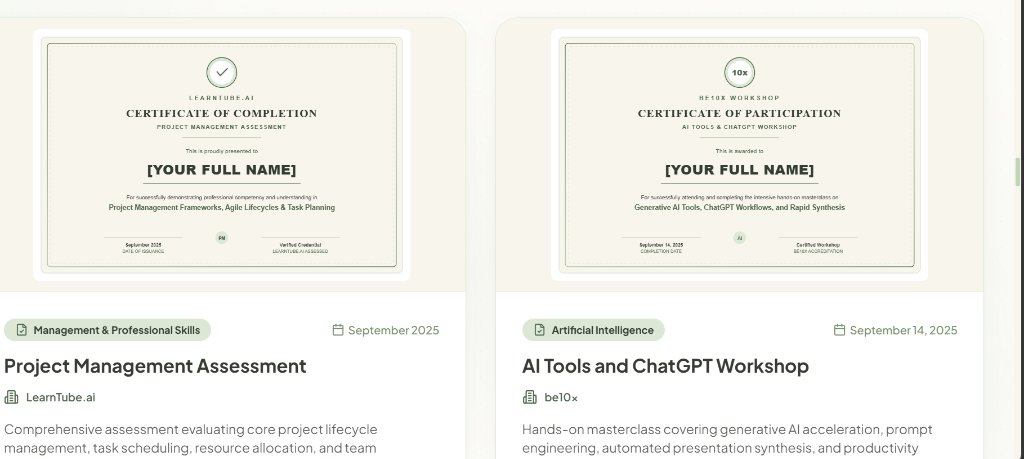 LEARNTUBE.AI
CERTIFICATE OF COMPLETION
PROJECT MANAGEMENT ASSESSMENT
This is proudly presented to
[YOUR FULL NAME]
For successfully demonstrating professional competency and understanding in
Project Management Frameworks, Agile Lifecycles & Task Planning
September 2025
DATE OF ISSUANCE
PM
Verified Credential
LEARNTUBE.AI ASSESSED
Management & Professional Skills
September 2025
Project Management Assessment
LearnTube.ai
Comprehensive assessment evaluating core project lifecycle
management, task scheduling, resource allocation, and team
10x
BE10X WORKSHOP
CERTIFICATE OF PARTICIPATION
AI TOOLS & CHATGPT WORKSHOP
This is awarded to
[YOUR FULL NAME]
For successfully attending and completing the intensive hands-on masterclass on
Generative AI Tools, ChatGPT Workflows, and Rapid Synthesis
September 14, 2025
COMPLETION DATE
AI
Certified Workshop
BE10X ACCREDITATION
Artificial Intelligence
September 14, 2025
AI Tools and ChatGPT Workshop
be10x
Hands-on masterclass covering generative AI acceleration, prompt
engineering, automated presentation synthesis, and productivity